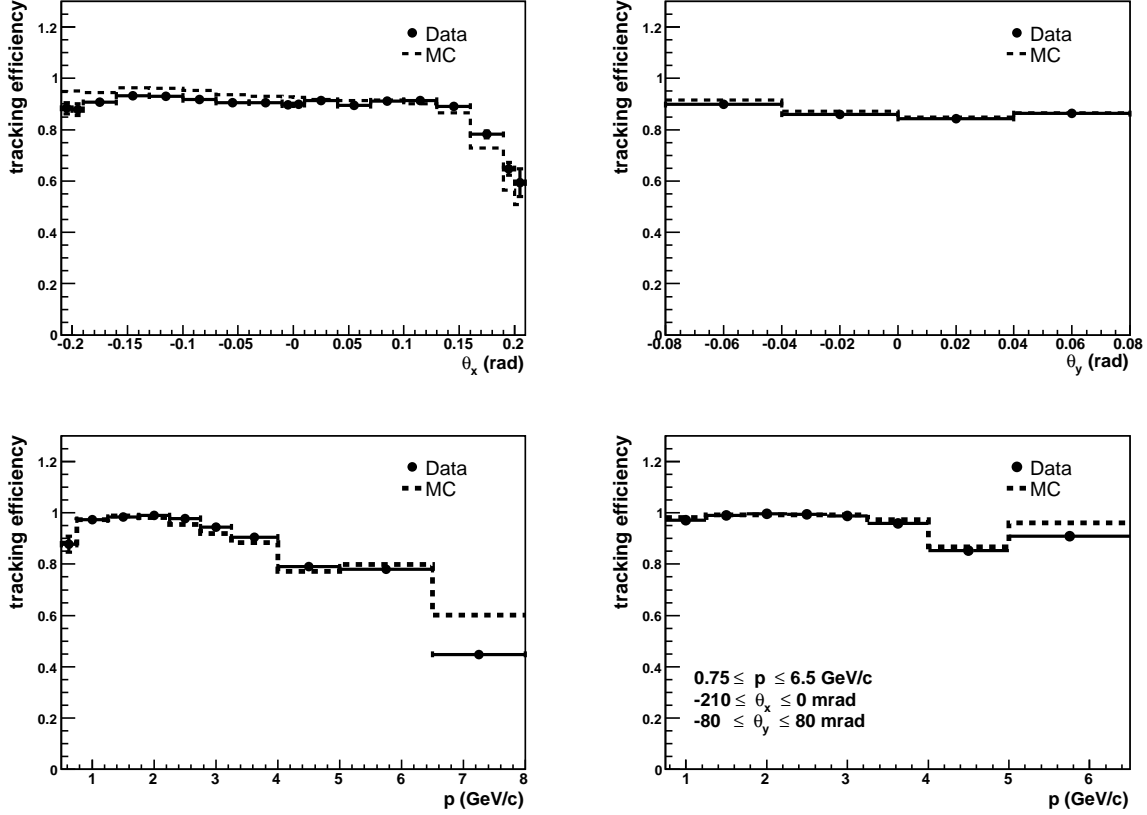 tracking efficiency
1.2
1
0.8
0.6
0.4
0.2
0
Data
MC
-0.2 -0.15 -0.1 -0.05 -0 0.05 0.1 0.15 0.2
θx (rad)
tracking efficiency
1.2
1
0.8
0.6
0.4
0.2
0
Data
MC
-0.08 -0.06 -0.04 -0.02 0 0.02 0.04 0.06 0.08
θy (rad)
tracking efficiency
1.2
1
0.8
0.6
0.4
0.2
0
Data
MC
1 2 3 4 5 6 7 8
p (GeV/c)
tracking efficiency
1.2
1
0.8
0.6
0.4
0.2
0
Data
MC
0.75 ≤ p ≤ 6.5 GeV/c
-210 ≤ θx ≤ 0 mrad
-80 ≤ θy ≤ 80 mrad
1 2 3 4 5 6
p (GeV/c)